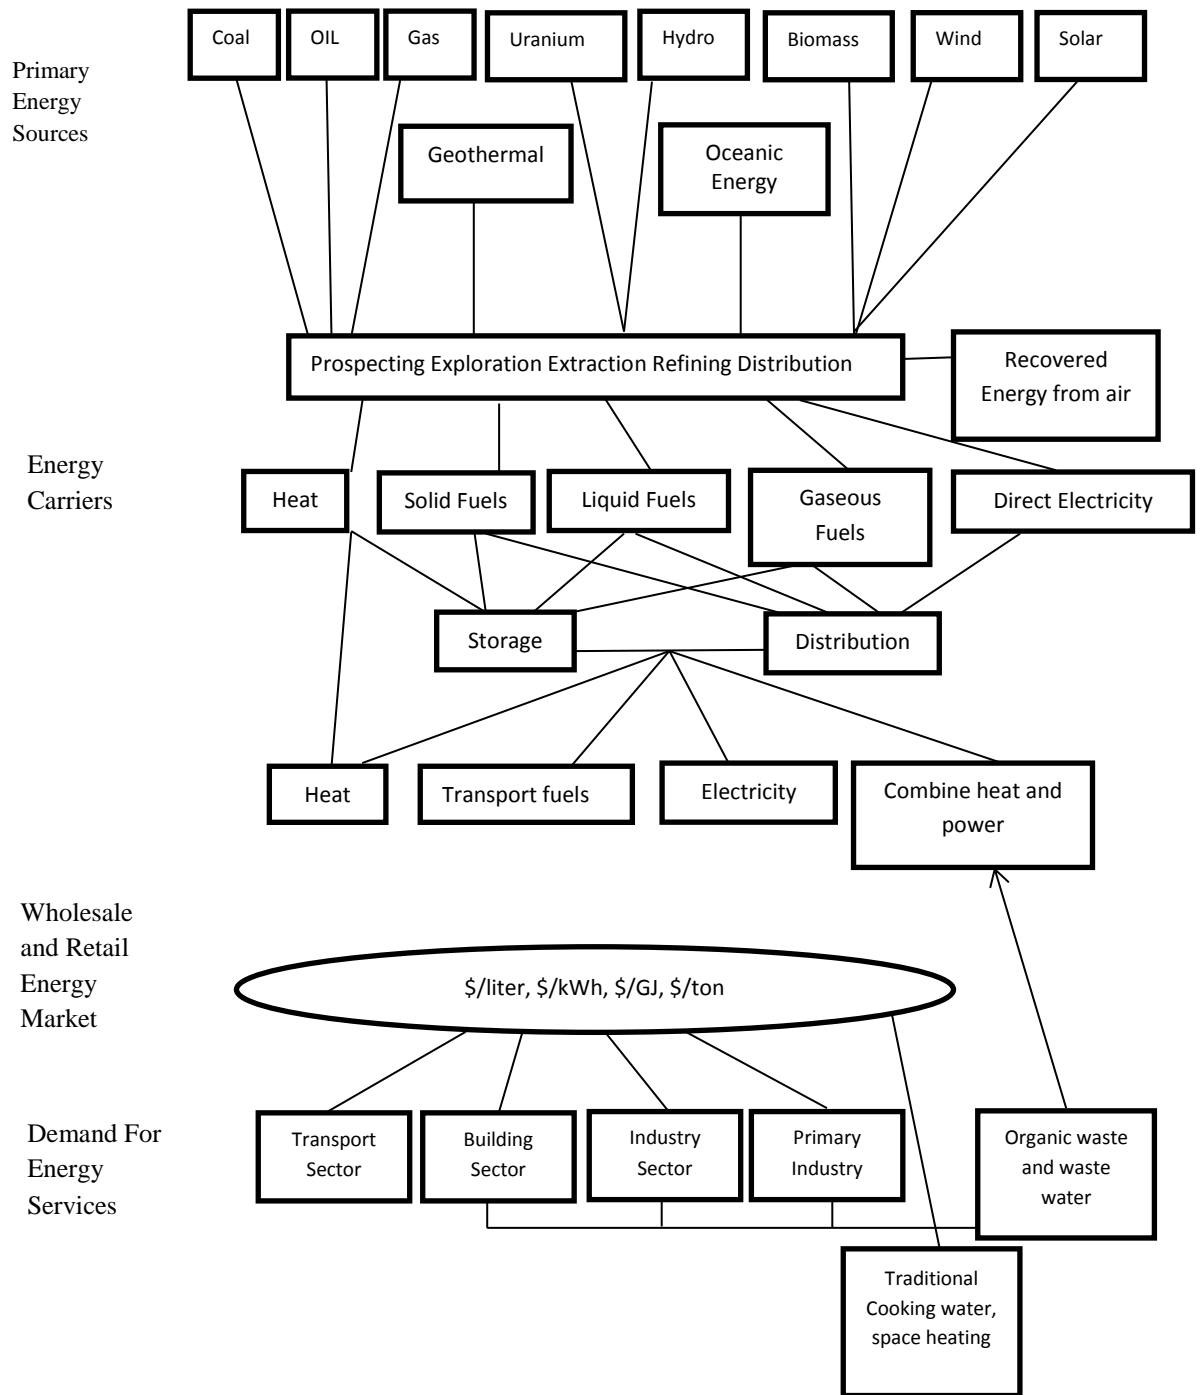 Coal
OIL
Gas
Uranium
Hydro
Biomass
Wind
Solar
Primary
Energy
Sources
Geothermal
Oceanic
Energy
Prospecting Exploration Extraction Refining Distribution
Recovered
Energy from air
Energy
Carriers
Heat
Solid Fuels
Liquid Fuels
Gaseous
Fuels
Direct Electricity
Storage
Distribution
Heat
Transport fuels
Electricity
Combine heat and
power
Wholesale
and Retail
Energy
Market
$/liter, $/kWh, $/GJ, $/ton
Demand For
Energy
Services
Transport
Sector
Building
Sector
Industry
Sector
Primary
Industry
Organic waste
and waste
water
Traditional
Cooking water,
space heating